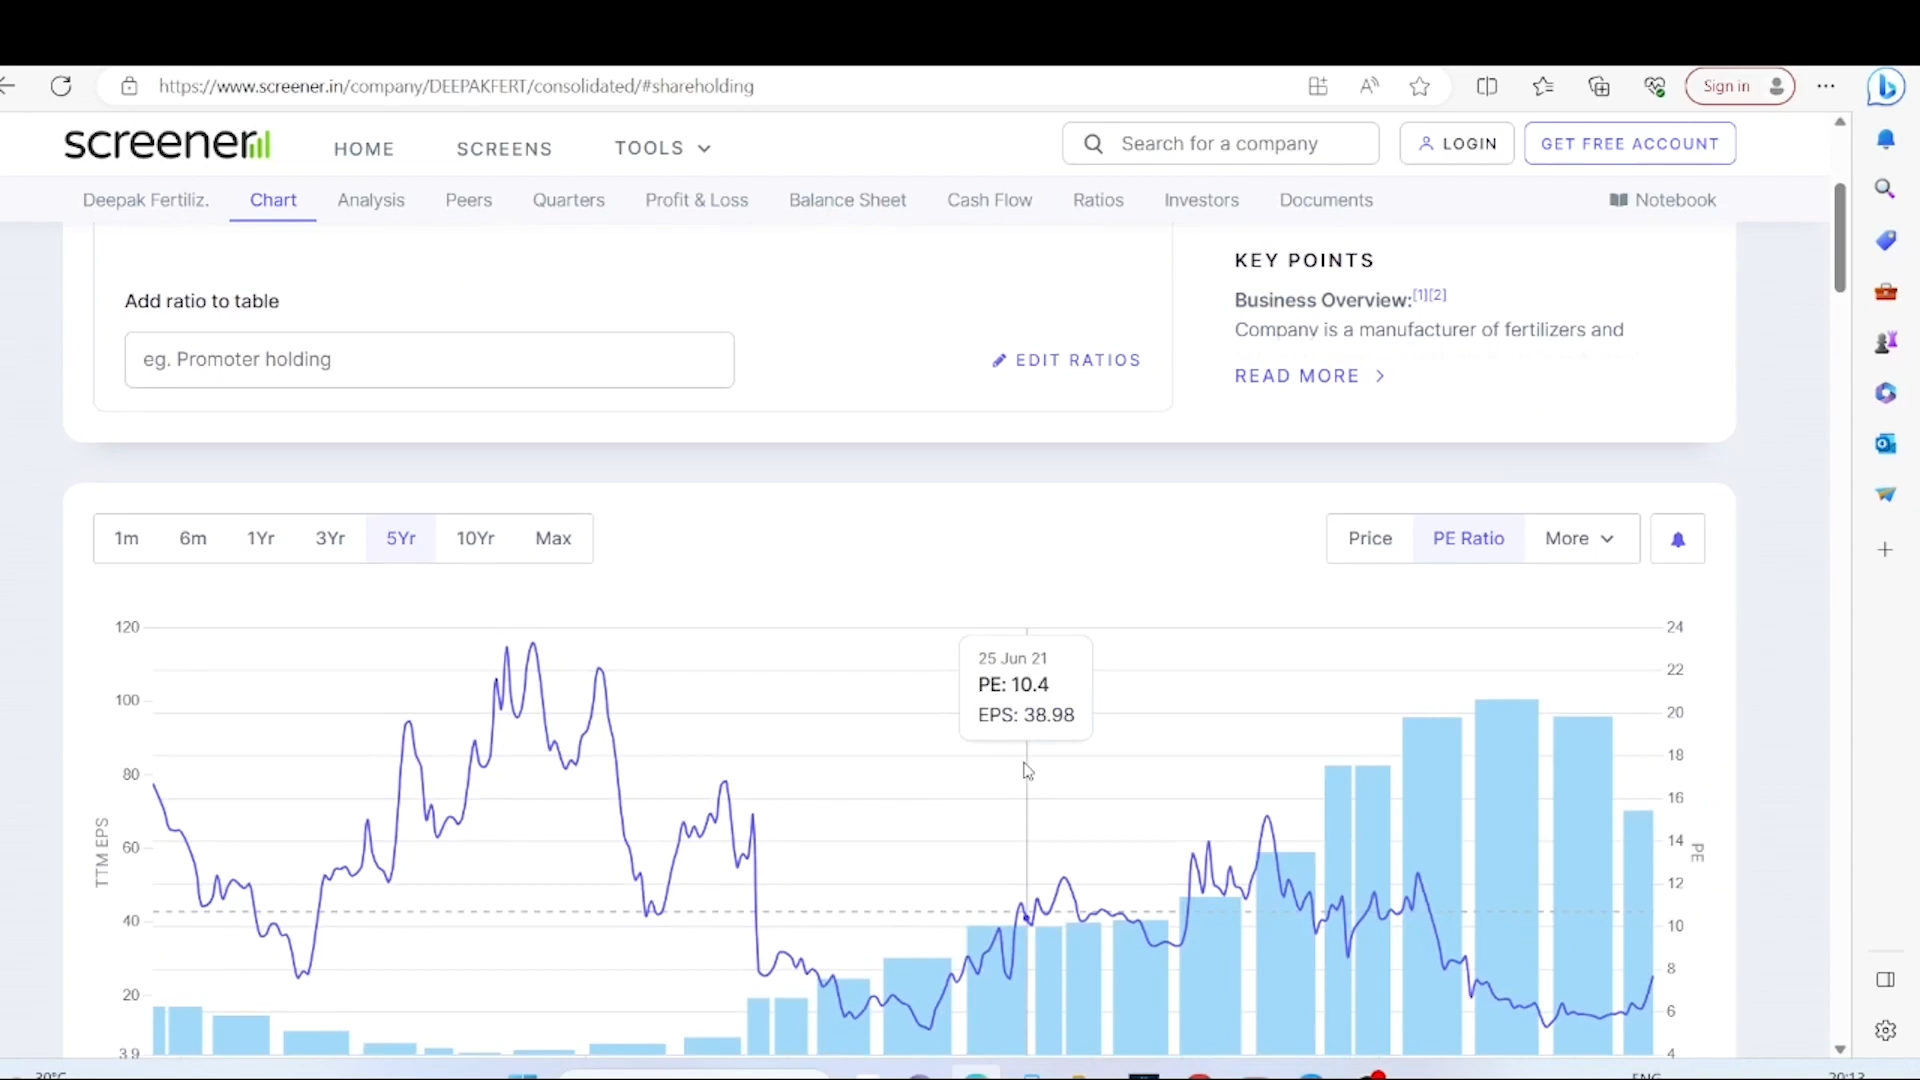 https://www.screener.in/company/DEEPAKFERT/consolidated/#shareholding
Sign in
screener
HOME
SCREENS
TOOLS
Search for a company
LOGIN
GET FREE ACCOUNT
Deepak Fertiliz.
Chart
Analysis
Peers
Quarters
Profit & Loss
Balance Sheet
Cash Flow
Ratios
Investors
Documents
Notebook
Add ratio to table
eg. Promoter holding
EDIT RATIOS
KEY POINTS
Business Overview:[1][2]
Company is a manufacturer of fertilizers and
READ MORE
1m
6m
1Yr
3Yr
5Yr
10Yr
Max
Price
PE Ratio
More
120
100
80
60
40
20
3.9
TTM EPS
25 Jun 21
PE: 10.4
EPS: 38.98
24
22
20
18
16
14
12
10
8
6
4
PE